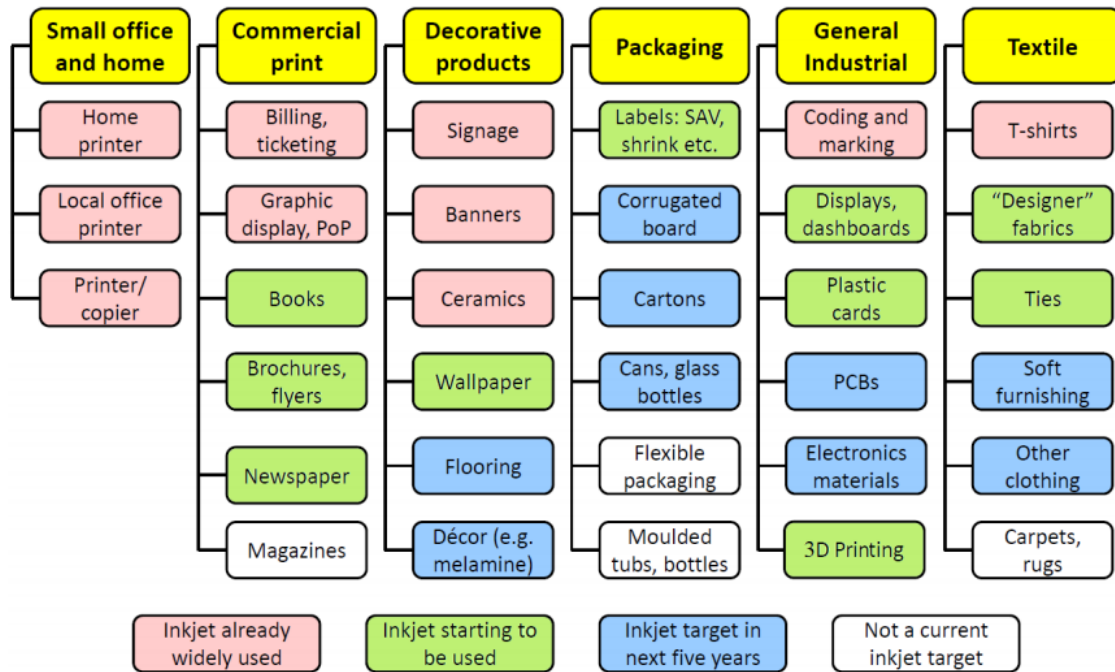 Small office
and home
Commercial
print
Decorative
products
Packaging
General
Industrial
Textile
Home
printer
Billing,
ticketing
Signage
Labels: SAV,
shrink etc.
Coding and
marking
T-shirts
Local office
printer
Graphic
display, PoP
Banners
Corrugated
board
Displays,
dashboards
“Designer”
fabrics
Printer/
copier
Books
Ceramics
Cartons
Plastic
cards
Ties
Brochures,
flyers
Wallpaper
Cans, glass
bottles
PCBs
Soft
furnishing
Newspaper
Flooring
Flexible
packaging
Electronics
materials
Other
clothing
Magazines
Décor (e.g.
melamine)
Moulded
tubs, bottles
3D Printing
Carpets,
rugs
Inkjet already
widely used
Inkjet starting to
be used
Inkjet target in
next five years
Not a current
inkjet target